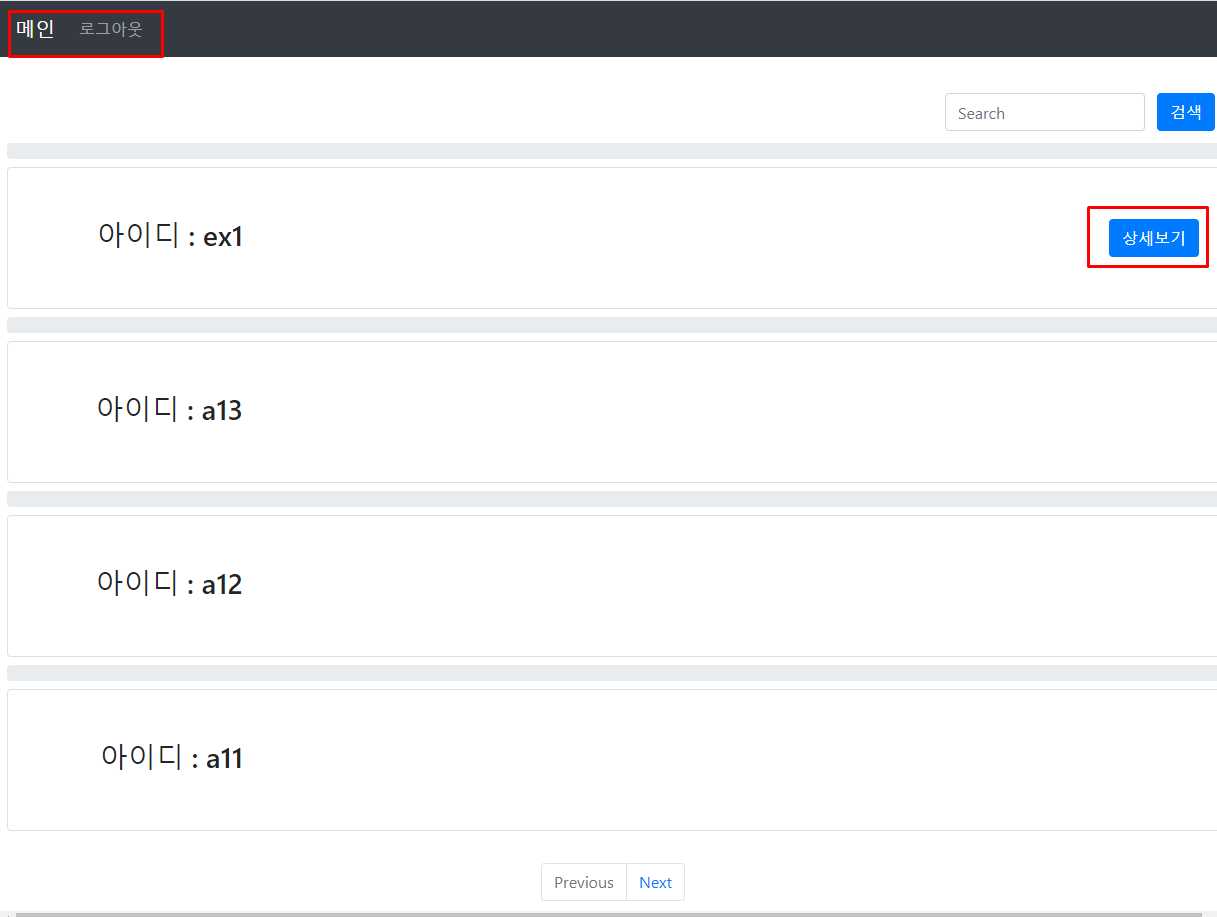 메인 로그아웃
Search 검색
아이디 : ex1 상세보기
아이디 : a13
아이디 : a12
아이디 : a11
Previous Next